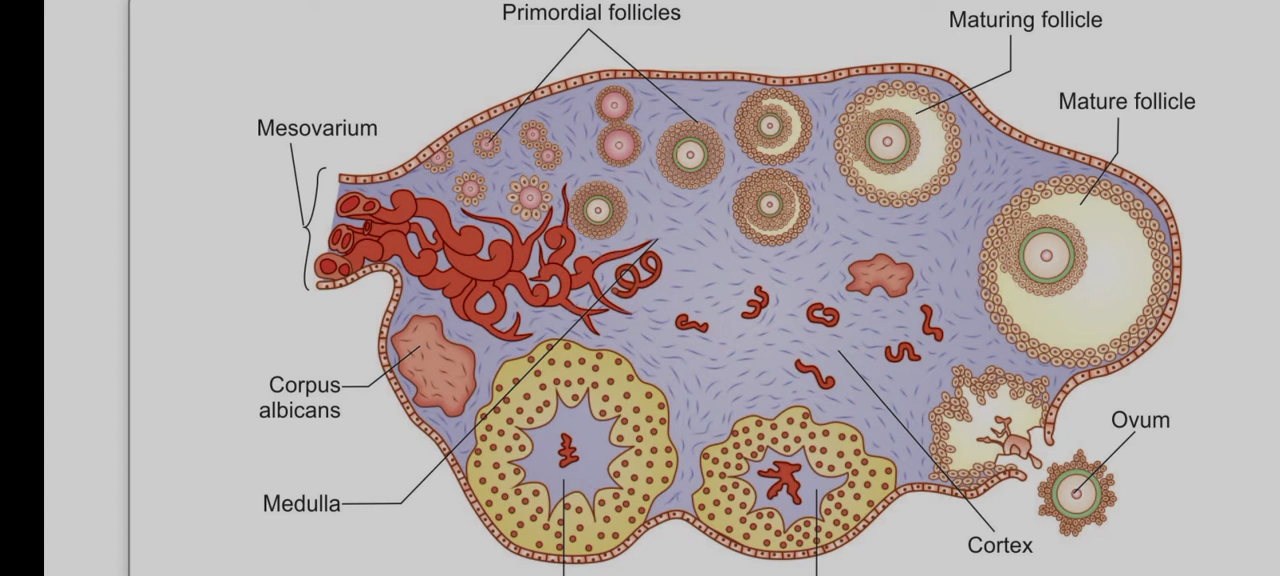 Primordial follicles
Maturing follicle
Mature follicle
Mesovarium
Corpus
albicans
Ovum
Medulla
Cortex